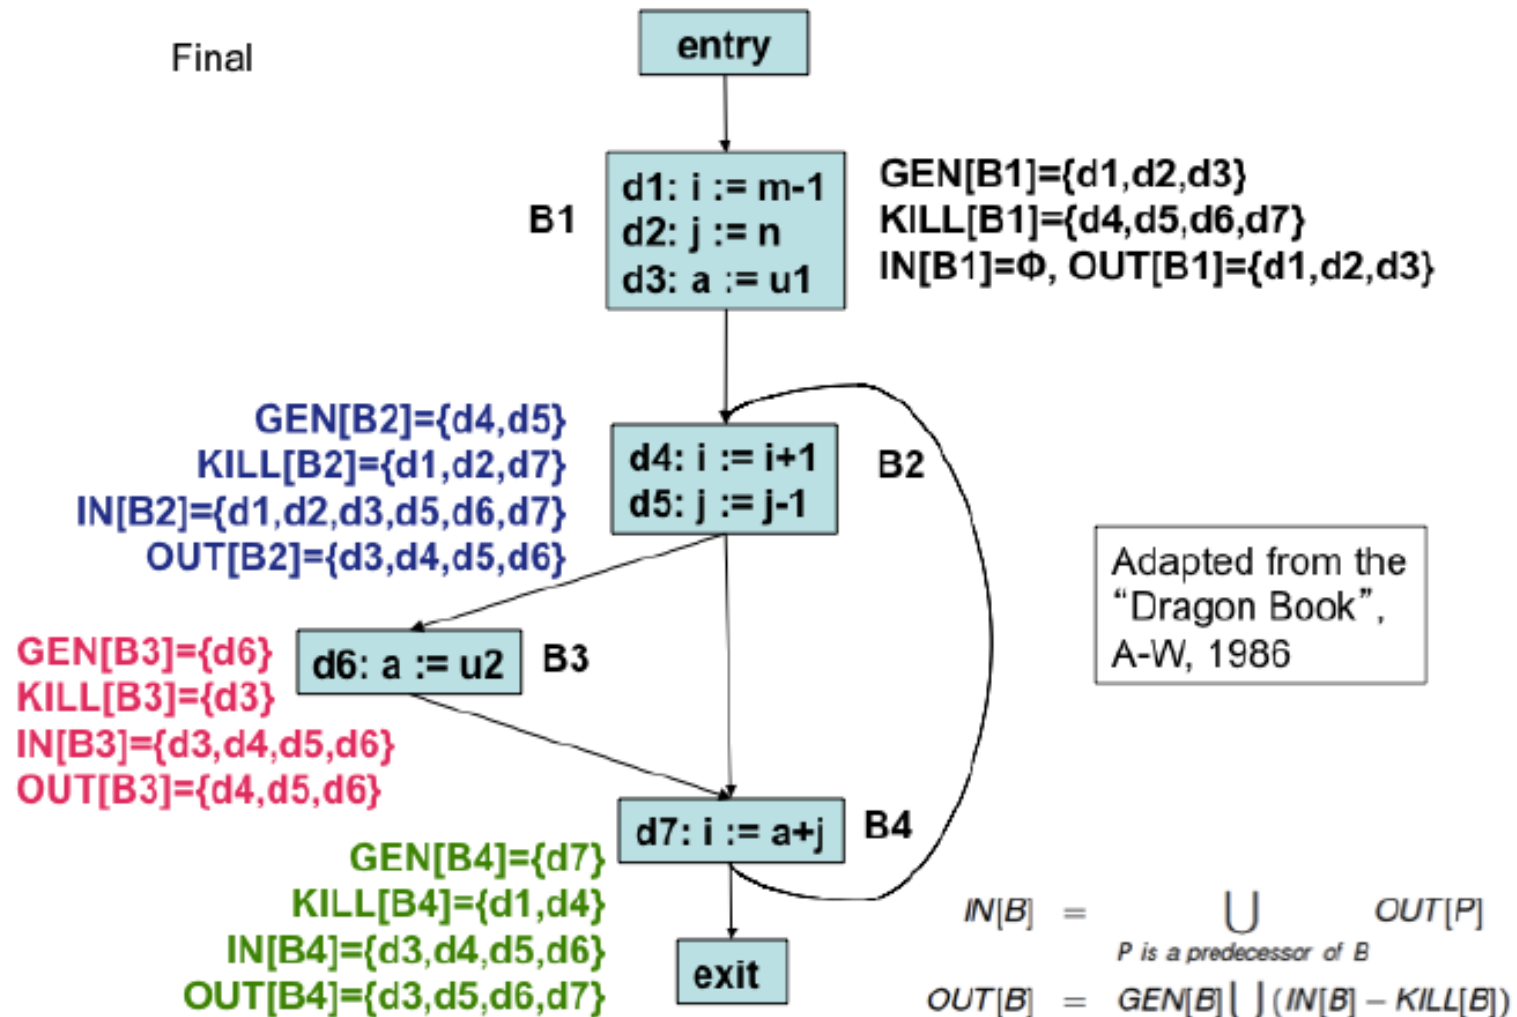 Final
entry
d1: i := m-1
d2: j := n
d3: a := u1
B1
GEN[B1]={d1,d2,d3}
KILL[B1]={d4,d5,d6,d7}
IN[B1]=Φ, OUT[B1]={d1,d2,d3}
GEN[B2]={d4,d5}
KILL[B2]={d1,d2,d7}
IN[B2]={d1,d2,d3,d5,d6,d7}
OUT[B2]={d3,d4,d5,d6}
d4: i := i+1
d5: j := j-1
B2
Adapted from the
“Dragon Book”,
A-W, 1986
GEN[B3]={d6}
KILL[B3]={d3}
IN[B3]={d3,d4,d5,d6}
OUT[B3]={d4,d5,d6}
d6: a := u2
B3
d7: i := a+j
B4
GEN[B4]={d7}
KILL[B4]={d1,d4}
IN[B4]={d3,d4,d5,d6}
OUT[B4]={d3,d5,d6,d7}
exit
IN[B] = ⋃ OUT[P]
P is a predecessor of B
OUT[B] = GEN[B] ⋃ (IN[B] − KILL[B])